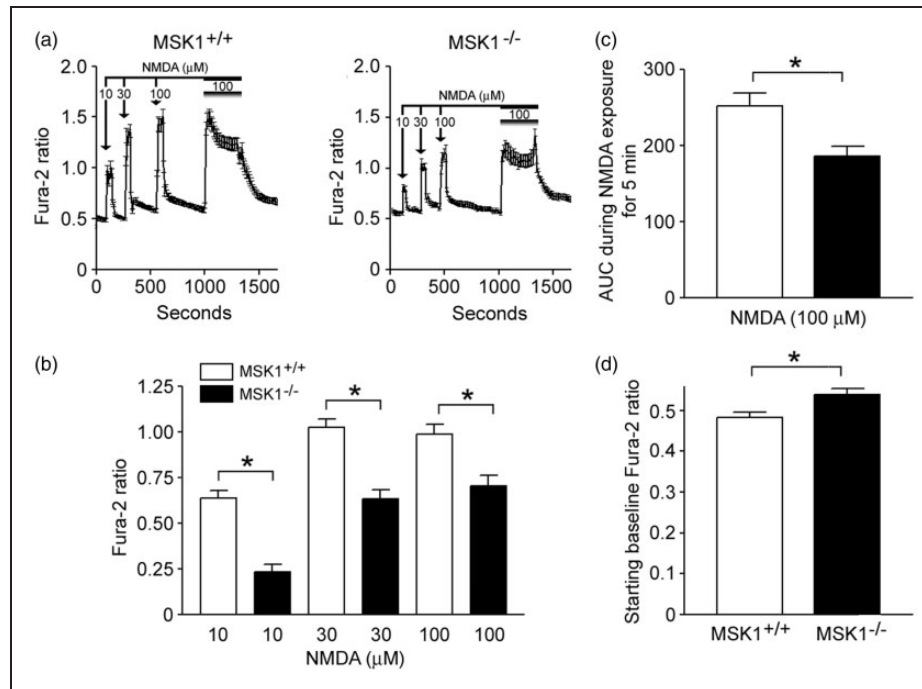 (a)
MSK1+/+
NMDA (μM)
10
30
100
100
Fura-2 ratio
2.0
1.5
1.0
0.5
0
0 500 1000 1500
Seconds
MSK1-/-
NMDA (μM)
10
30
100
100
Fura-2 ratio
2.0
1.5
1.0
0.5
0
0 500 1000 1500
Seconds
(c)
AUC during NMDA exposure
for 5 min
300
200
100
0
*
NMDA (100 μM)
(b)
MSK1+/+
MSK1-/-
Fura-2 ratio
1.25
1.00
0.75
0.50
0.25
0
*
*
*
10 10 30 30 100 100
NMDA (μM)
(d)
Starting baseline Fura-2 ratio
0.5
0.4
0.3
0.2
0.1
0
*
MSK1+/+ MSK1-/-